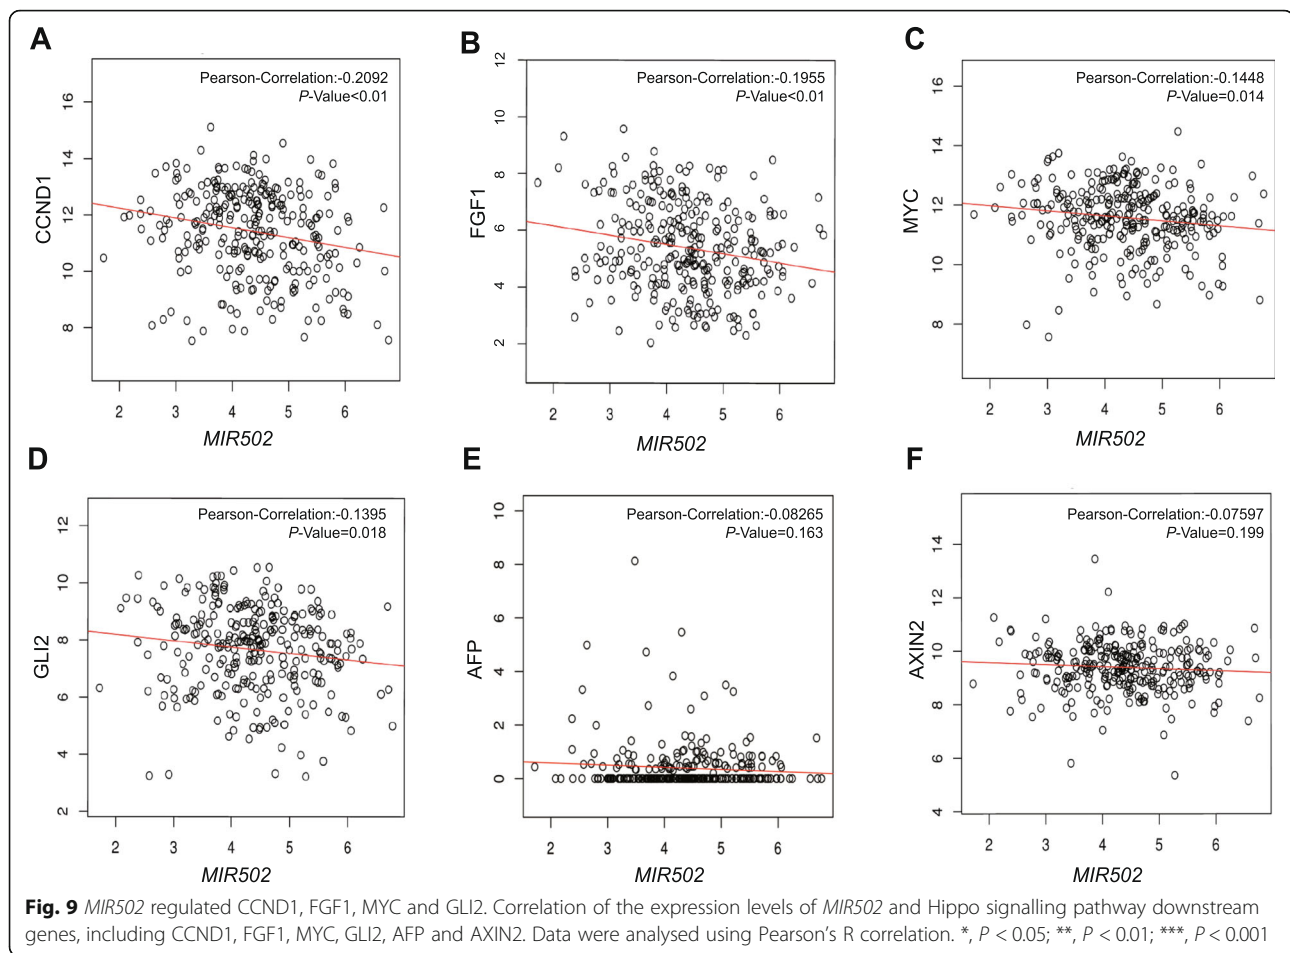 A
Pearson-Correlation:-0.2092
P-Value<0.01
CCND1
16
14
12
10
8
2 3 4 5 6
MIR502
B
Pearson-Correlation:-0.1955
P-Value<0.01
FGF1
12
10
8
6
4
2
2 3 4 5 6
MIR502
C
Pearson-Correlation:-0.1448
P-Value=0.014
MYC
16
14
12
10
8
2 3 4 5 6
MIR502
D
Pearson-Correlation:-0.1395
P-Value=0.018
GLI2
12
10
8
6
4
2
2 3 4 5 6
MIR502
E
Pearson-Correlation:-0.08265
P-Value=0.163
AFP
10
8
6
4
2
0
2 3 4 5 6
MIR502
F
Pearson-Correlation:-0.07597
P-Value=0.199
AXIN2
14
12
10
8
6
4
2 3 4 5 6
MIR502
Fig. 9 MIR502 regulated CCND1, FGF1, MYC and GLI2. Correlation of the expression levels of MIR502 and Hippo signalling pathway downstream
genes, including CCND1, FGF1, MYC, GLI2, AFP and AXIN2. Data were analysed using Pearson's R correlation. *, P < 0.05; **, P < 0.01; ***, P < 0.001